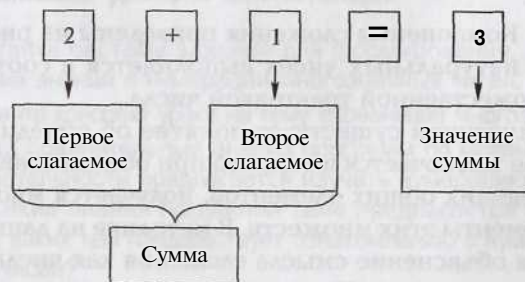 2 + 1 = 3
Первое слагаемое
Второе слагаемое
Значение суммы
Сумма